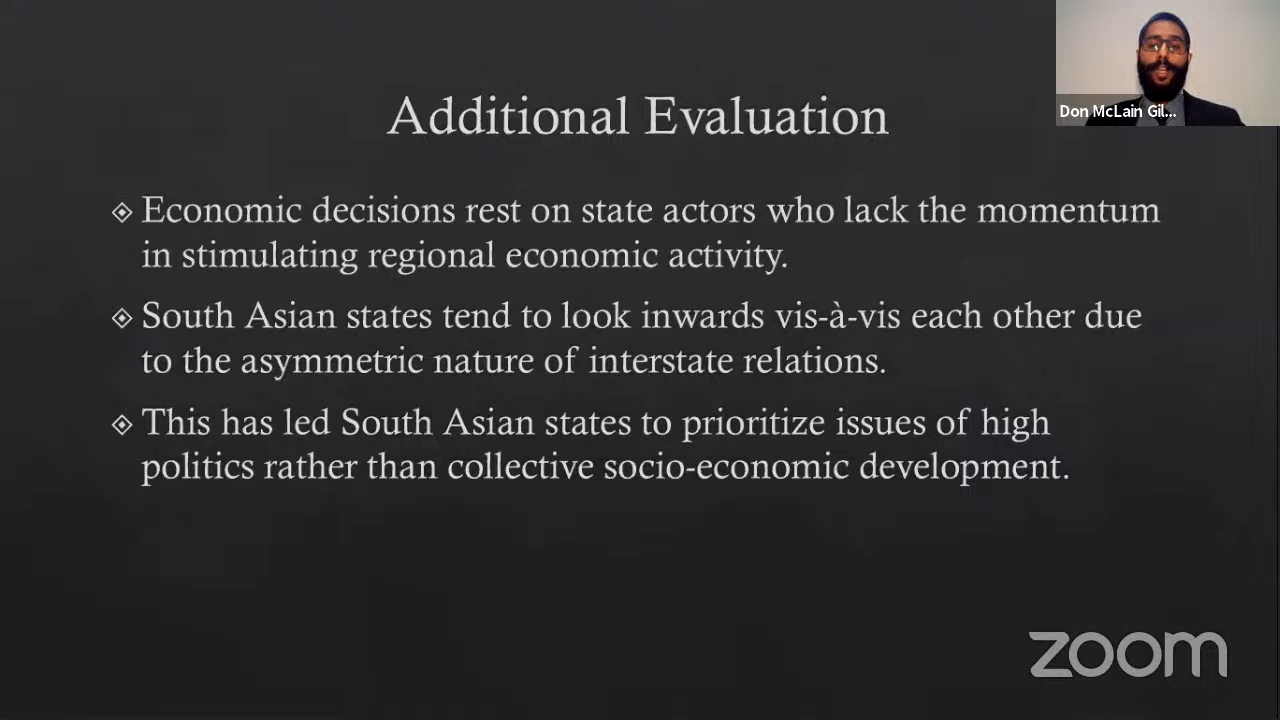 Additional Evaluation
Don McLain Gil...
Economic decisions rest on state actors who lack the momentum
in stimulating regional economic activity.
South Asian states tend to look inwards vis-à-vis each other due
to the asymmetric nature of interstate relations.
This has led South Asian states to prioritize issues of high
politics rather than collective socio-economic development.
zoom